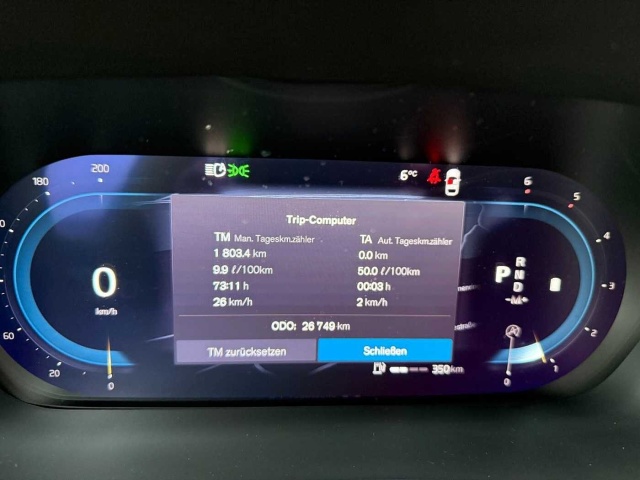 200
180
6°C
6
5
4
3
1
0
60
20
0
0
km/h
Trip-Computer
TM Man. Tageskm.zähler
TA Aut. Tageskm.zähler
1 803.4 km
0.0 km
9.9 ℓ/100km
50.0 ℓ/100km
73:11 h
00:03 h
26 km/h
2 km/h
ODO: 26 749 km
TM zurücksetzen
Schließen
P
R
N
D
M
350 km